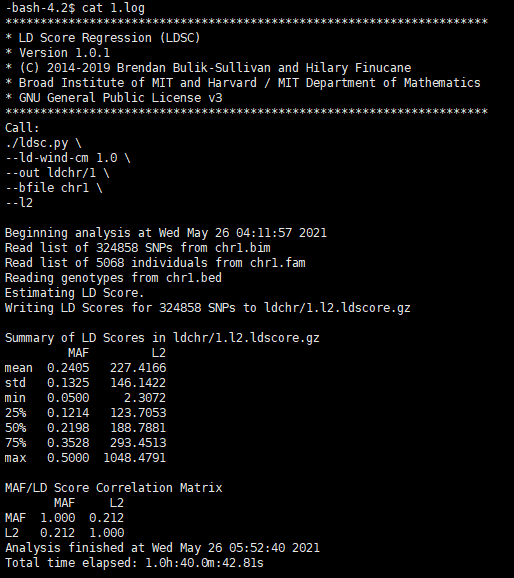 -bash-4.2$ cat 1.log
*********************************************************************
* LD Score Regression (LDSC)
* Version 1.0.1
* (C) 2014-2019 Brendan Bulik-Sullivan and Hilary Finucane
* Broad Institute of MIT and Harvard / MIT Department of Mathematics
* GNU General Public License v3
*********************************************************************
Call:
./ldsc.py \
--ld-wind-cm 1.0 \
--out ldchr/1 \
--bfile chr1 \
--l2
Beginning analysis at Wed May 26 04:11:57 2021
Read list of 324858 SNPs from chr1.bim
Read list of 5068 individuals from chr1.fam
Reading genotypes from chr1.bed
Estimating LD Score.
Writing LD Scores for 324858 SNPs to ldchr/1.l2.ldscore.gz
Summary of LD Scores in ldchr/1.l2.ldscore.gz
MAF L2
mean 0.2405 227.4166
std 0.1325 146.1422
min 0.0500 2.3072
25% 0.1214 123.7053
50% 0.2198 188.7881
75% 0.3528 293.4513
max 0.5000 1048.4791
MAF/LD Score Correlation Matrix
MAF L2
MAF 1.000 0.212
L2 0.212 1.000
Analysis finished at Wed May 26 05:52:40 2021
Total time elapsed: 1.0h:40.0m:42.81s